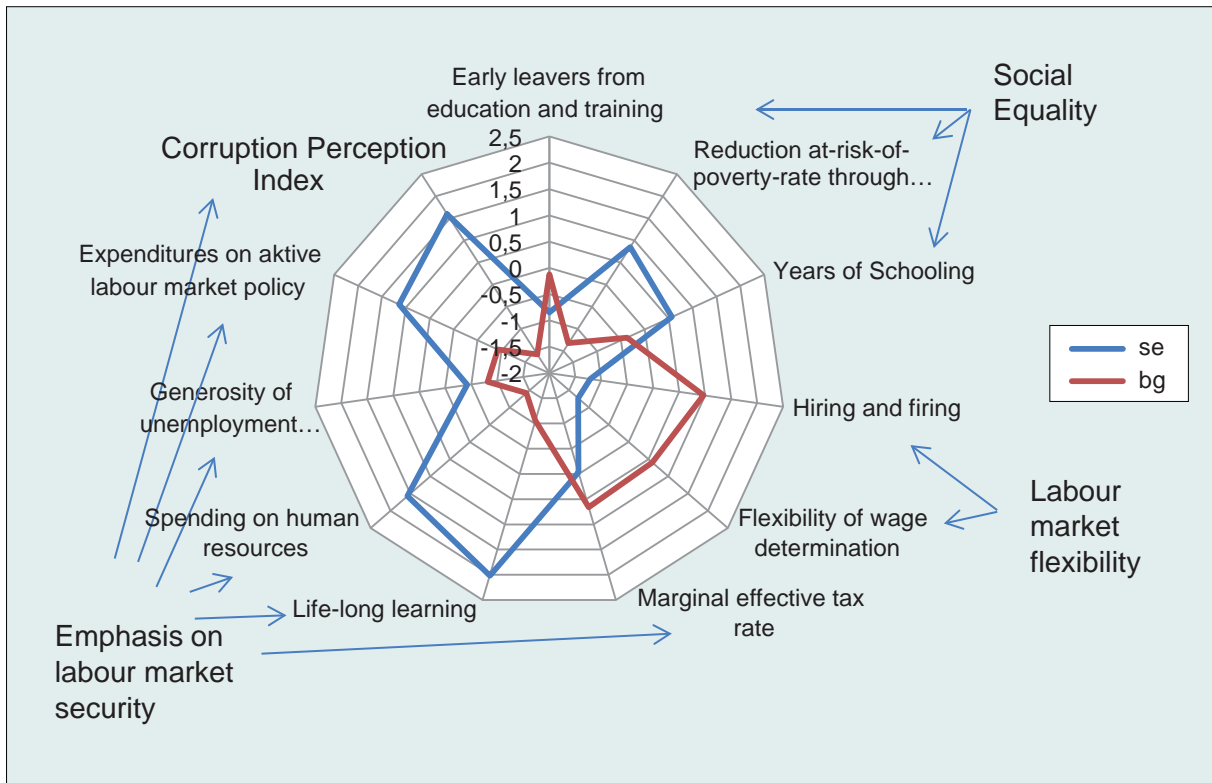 Early leavers from
education and training
Social
Equality
Corruption Perception
Index
Reduction at-risk-of-
poverty-rate through…
Expenditures on aktive
labour market policy
Years of Schooling
2,5
2
1,5
1
0,5
0
-0,5
-1
-1,5
-2
se
bg
Generosity of
unemployment…
Hiring and firing
Spending on human
resources
Flexibility of wage
determination
Labour
market
flexibility
Life-long learning
Marginal effective tax
rate
Emphasis on
labour market
security